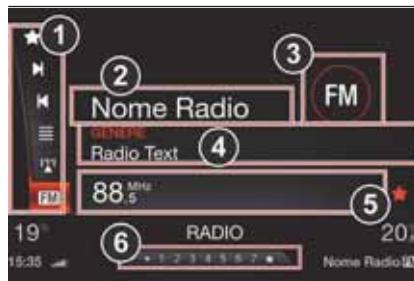 1
2
3
Nome Radio
FM
GENERE
Radio Text
4
FM
88.5 MHz
5
19°
6
RADIO
20.
1 2 3 4 5 6 7
15:35
Nome Radio